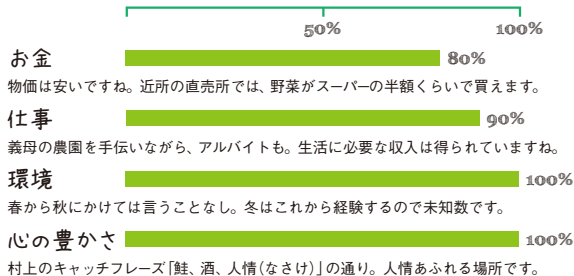 50% 100%
お金 80%
物価は安いですね。近所の直売所では、野菜がスーパーの半額くらいで買えます。
仕事 90%
義母の農園を手伝いながら、アルバイトも。生活に必要な収入は得られていますね。
環境 100%
春から秋にかけては言うことなし。冬はこれから経験するので未知数です。
心の豊かさ 100%
村上のキャッチフレーズ「鮭、酒、人情(なさけ)」の通り。人情あふれる場所です。